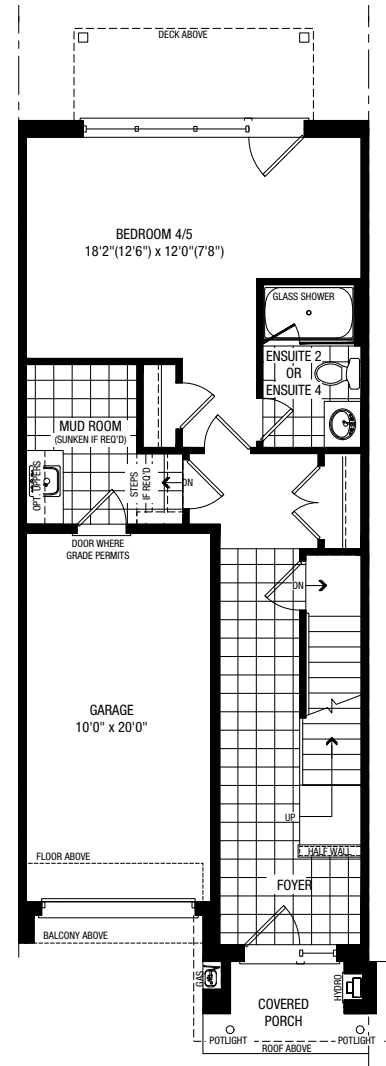 DECK ABOVE
BEDROOM 4/5
18'2"(12'6") x 12'0"(7'8")
GLASS SHOWER
ENSUITE 2
OR
ENSUITE 4
MUD ROOM
(SUNKEN IF REQ'D)
OPT. UPPERS
STEPS
IF REQ'D
DN
DOOR WHERE
GRADE PERMITS
DN
GARAGE
10'0" x 20'0"
UP
HALF WALL
FLOOR ABOVE
FOYER
BALCONY ABOVE
GAS
HYDRO
COVERED
PORCH
POTLIGHT
POTLIGHT
ROOF ABOVE